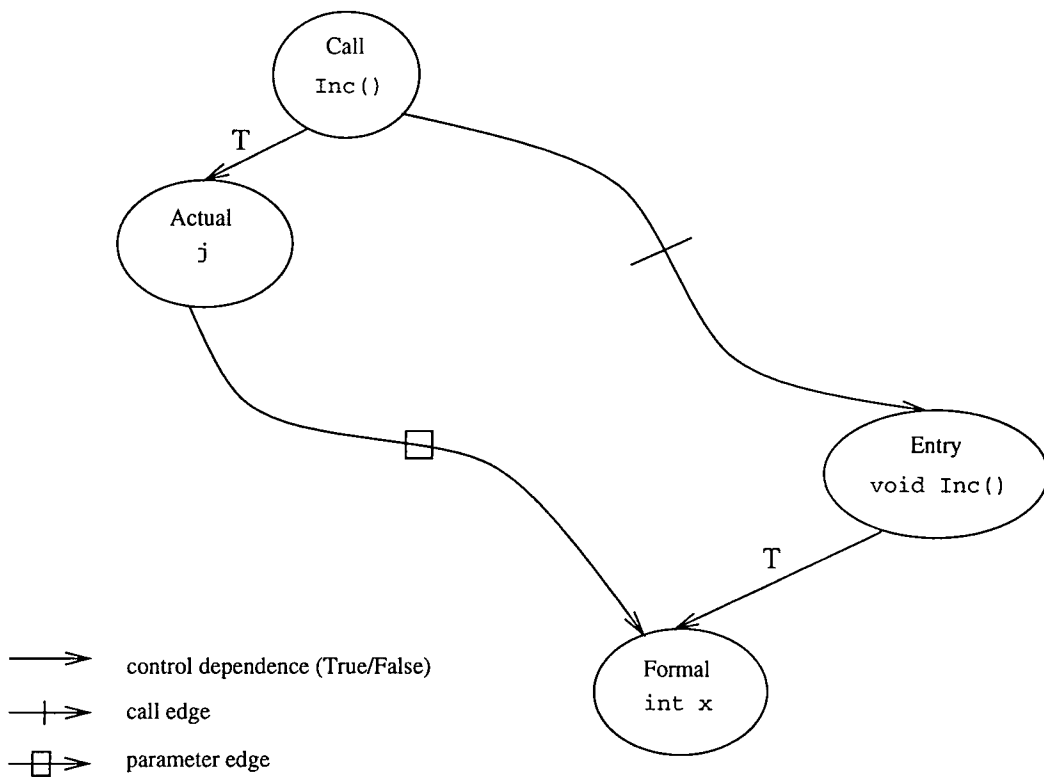 Call
Inc()
T
Actual
j
Entry
void Inc()
T
Formal
int x
control dependence (True/False)
call edge
parameter edge